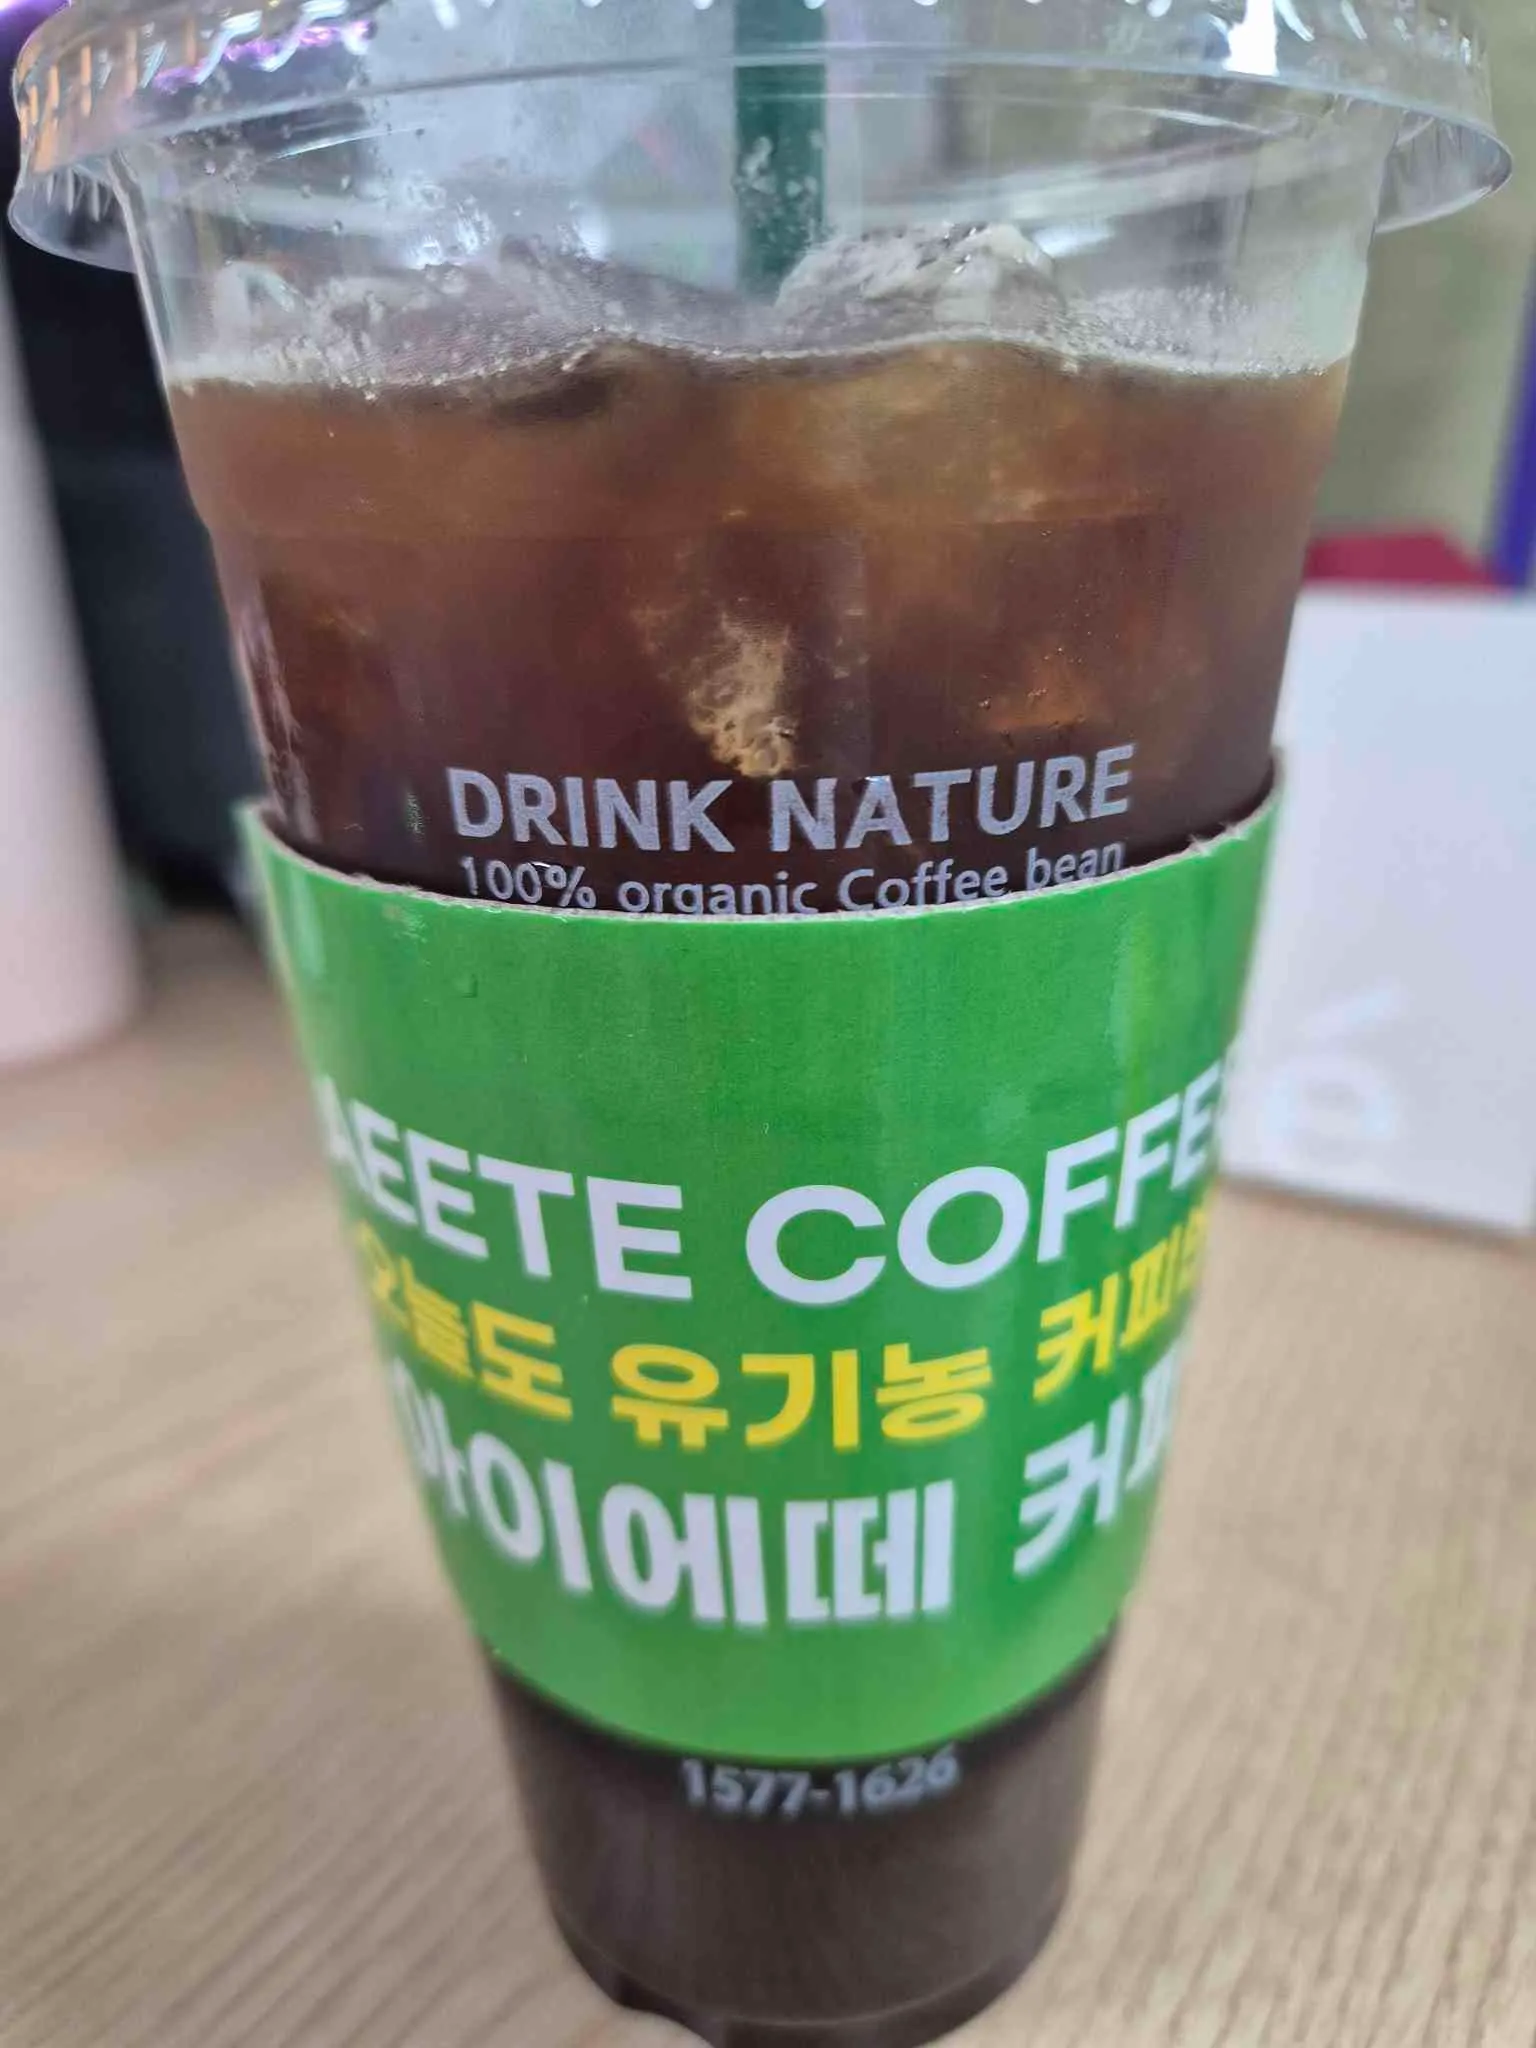 DRINK NATURE
100% organic Coffee bean
AEETE COFFEE
오늘도 유기농 커피
아이에떼 커피
1577-1626